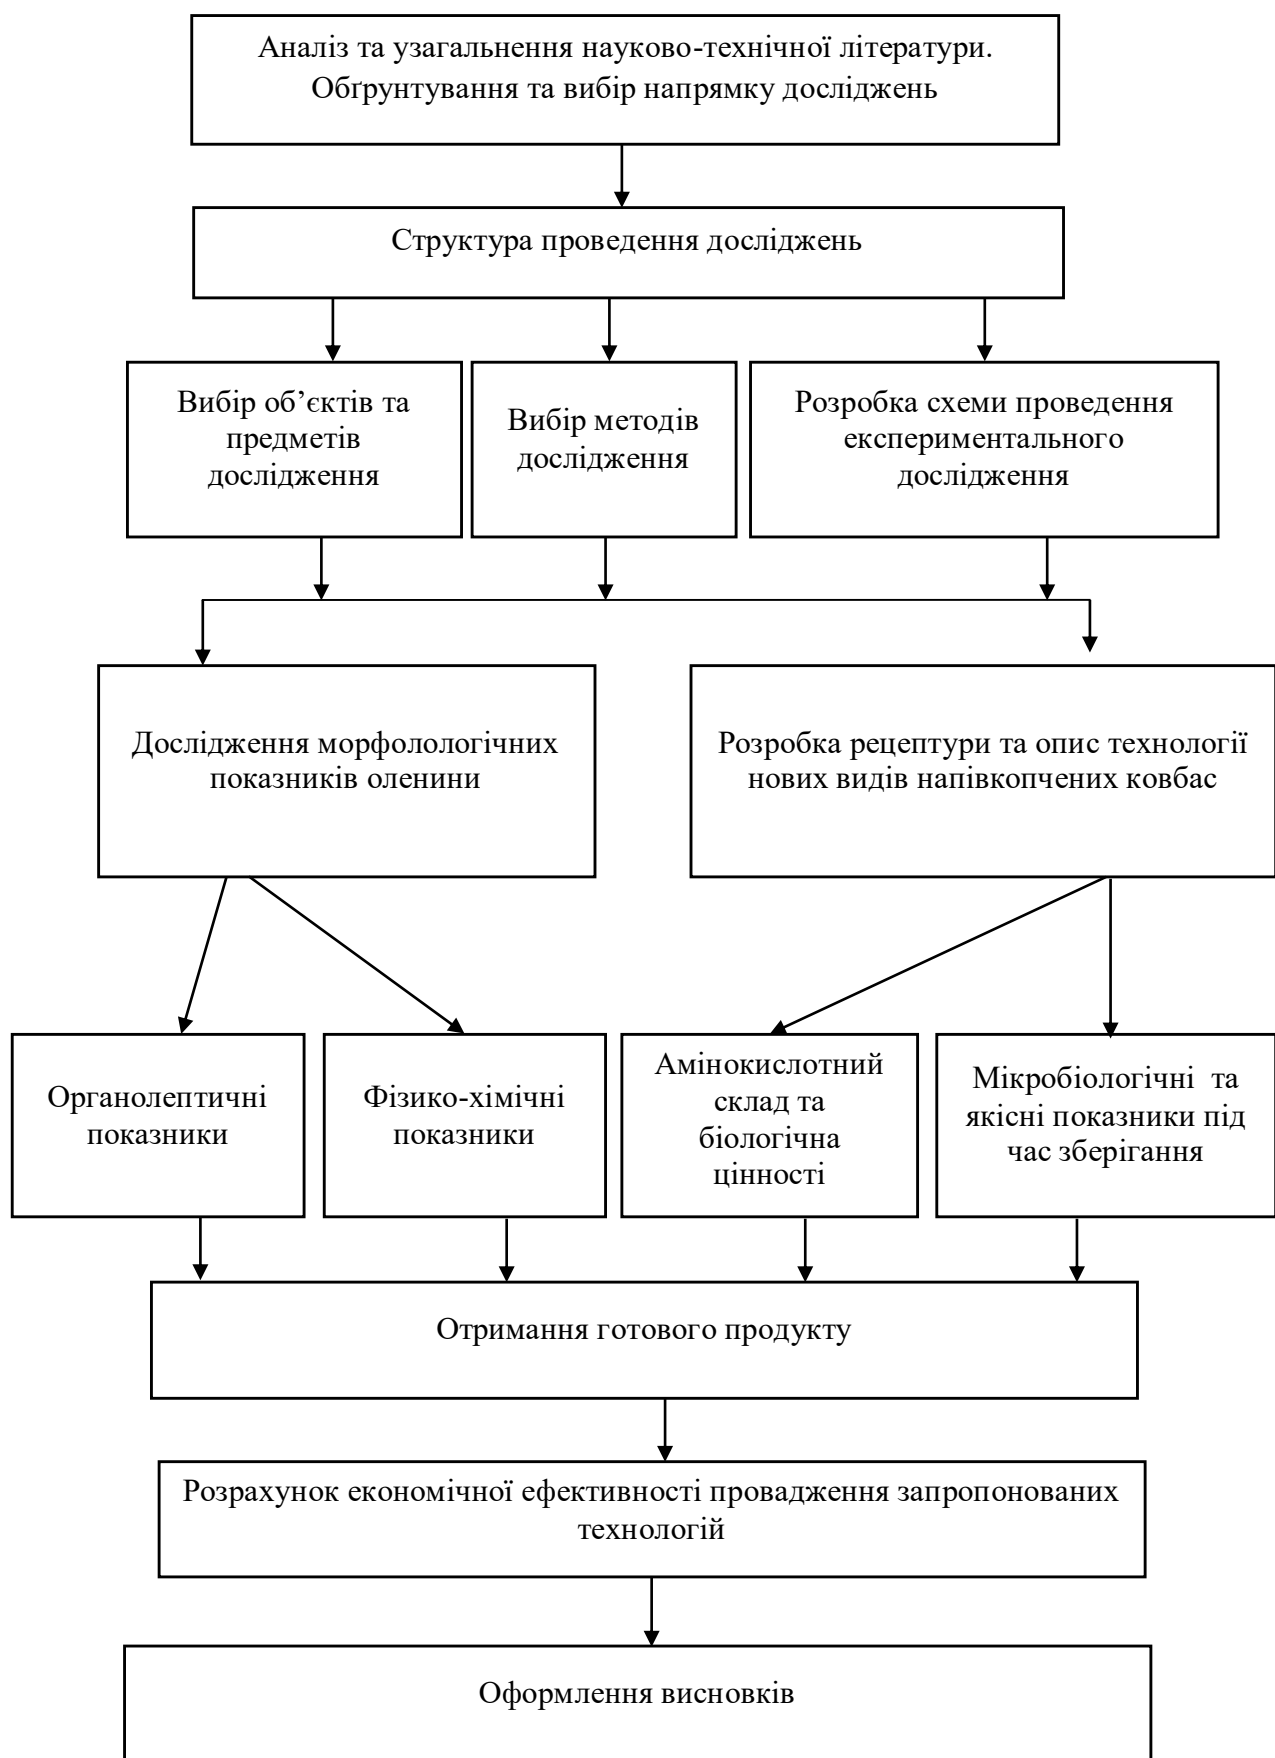 Аналіз та узагальнення науково-технічної літератури.
Обґрунтування та вибір напрямку досліджень
Структура проведення досліджень
Вибір об’єктів та
предметів
дослідження
Вибір методів
дослідження
Розробка схеми проведення
експериментального
дослідження
Дослідження морфолологічних
показників оленини
Розробка рецептури та опис технології
нових видів напівкопчених ковбас
Органолептичні
показники
Фізико-хімічні
показники
Амінокислотний
склад та
біологічна
цінності
Мікробіологічні та
якісні показники під
час зберігання
Отримання готового продукту
Розрахунок економічної ефективності провадження запропонованих
технологій
Оформлення висновків